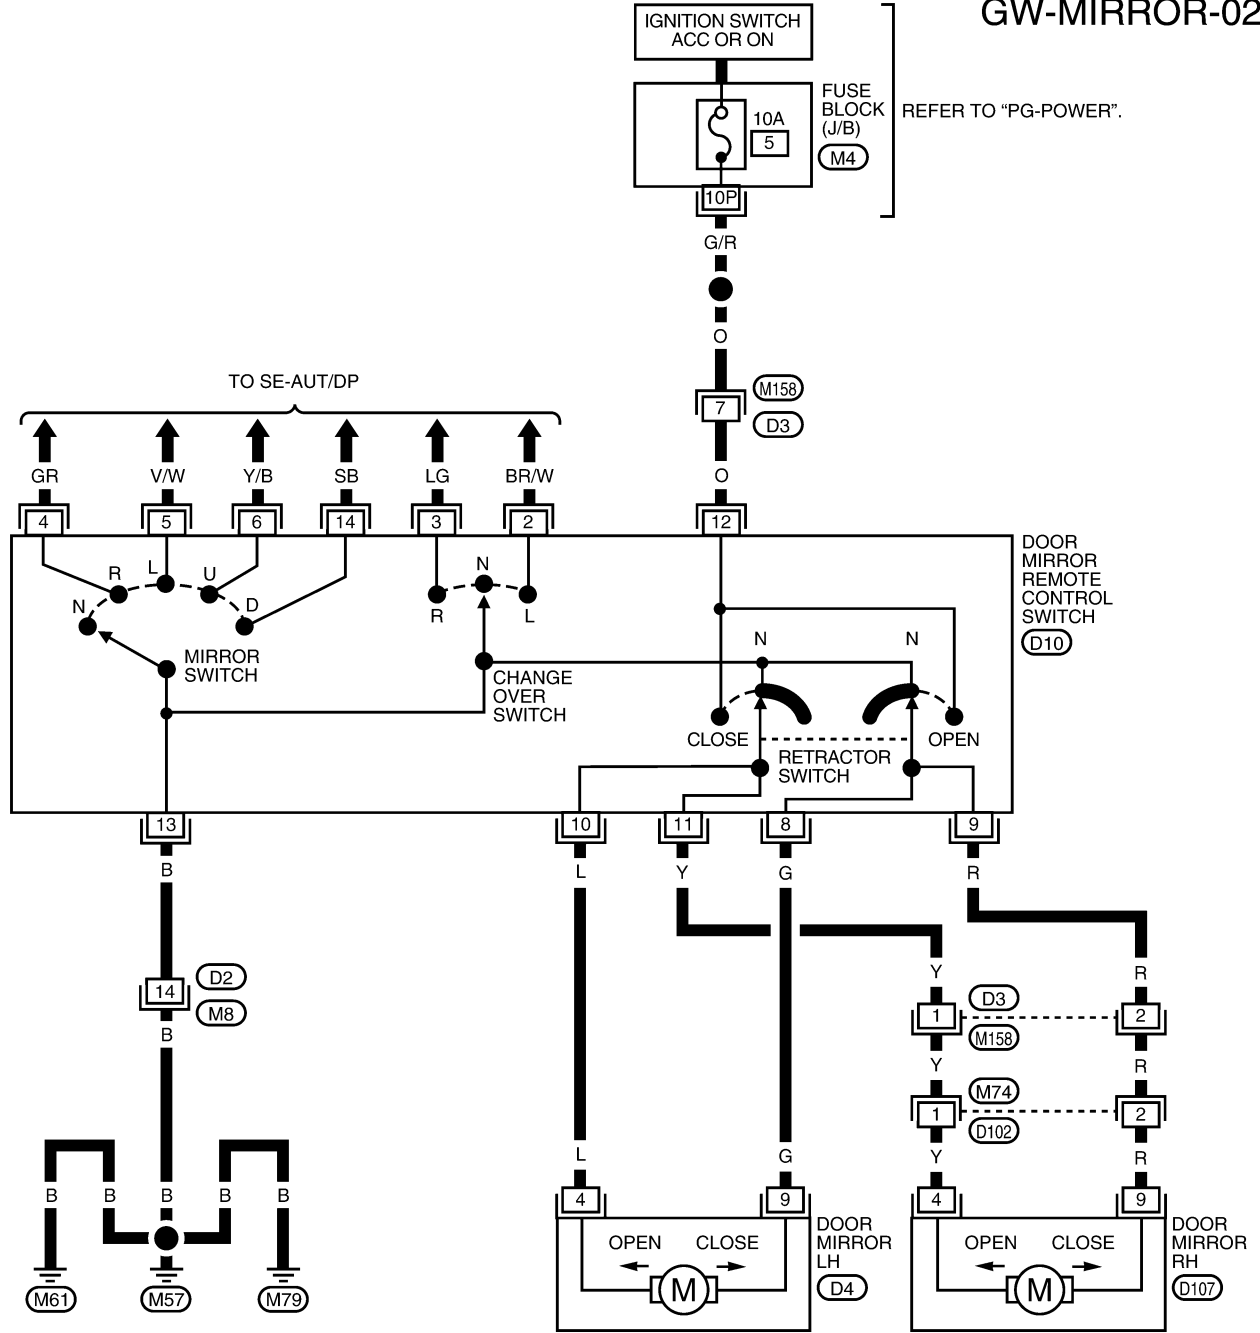 GW-MIRROR-02
IGNITION SWITCH
ACC OR ON
FUSE
BLOCK
(J/B)
M4
REFER TO “PG-POWER”.
10A
5
10P
G/R
O
7
M158
D3
O
TO SE-AUT/DP
GR V/W Y/B SB LG BR/W
4 5 6 14 3 2 12
DOOR
MIRROR
REMOTE
CONTROL
SWITCH
D10
N R L U D
MIRROR
SWITCH
R N L
CHANGE
OVER
SWITCH
N N
CLOSE OPEN
RETRACTOR
SWITCH
13 10 11 8 9
B L Y G R
14
D2
M8
B
Y R
1 D3 2
M158
Y R
1 M74 2
D102
L G Y R
B B B B B
M61 M57 M79
4 9
OPEN CLOSE
M
DOOR
MIRROR
LH
D4
4 9
OPEN CLOSE
M
DOOR
MIRROR
RH
D107